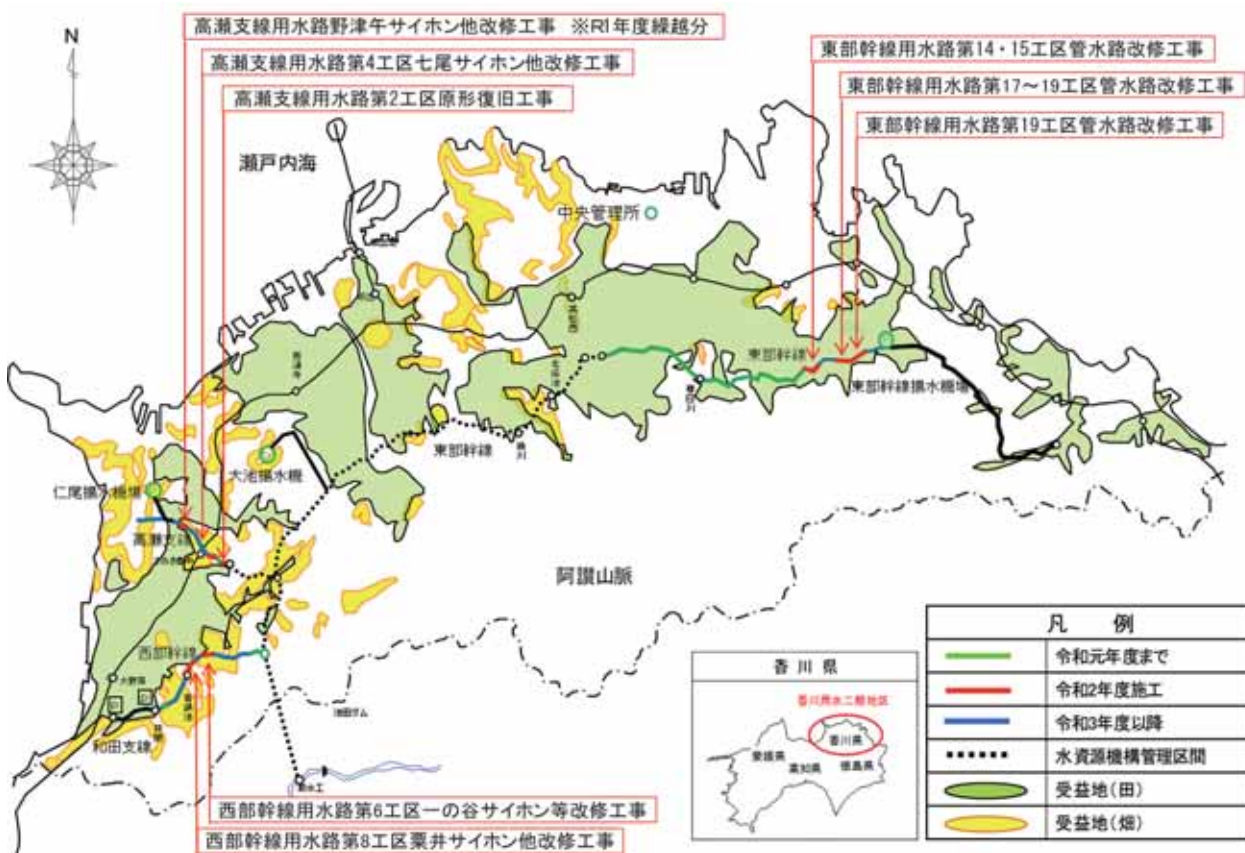 高瀬支線用水路野津午サイホン他改修工事 ※R1年度繰越分
高瀬支線用水路第4工区七尾サイホン他改修工事
高瀬支線用水路第2工区原形復旧工事
東部幹線用水路第14・15工区管水路改修工事
東部幹線用水路第17～19工区管水路改修工事
東部幹線用水路第19工区管水路改修工事
N
瀬戸内海
中央管理所
東部幹線
東部幹線揚水機場
東部幹線
大池揚水機
仁尾揚水機場
高瀬支線
阿讃山脈
西部幹線
和田支線
池田ダム
西部幹線用水路第6工区一の谷サイホン等改修工事
西部幹線用水路第8工区粟井サイホン他改修工事
香川県
香川用水二期地区
香川県
愛媛県
高知県
徳島県
凡 例
令和元年度まで
令和2年度施工
令和3年度以降
水資源機構管理区間
受益地(田)
受益地(畑)